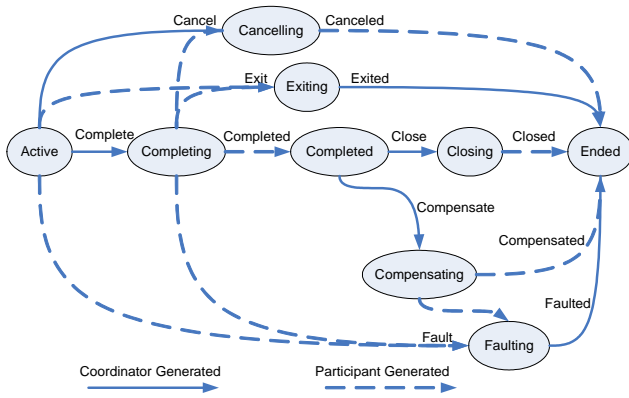 Cancel
Cancelling
Canceled
Exit
Exiting
Exited
Active
Complete
Completing
Completed
Completed
Close
Closing
Closed
Ended
Compensate
Compensating
Compensated
Fault
Faulting
Faulted
Coordinator Generated
Participant Generated